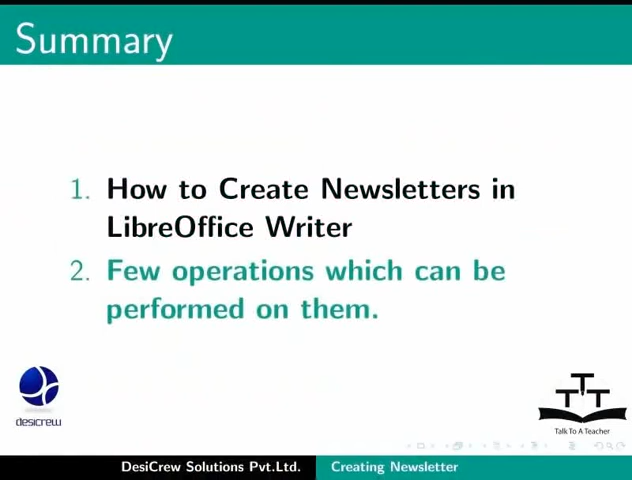 Summary
1. How to Create Newsletters in
LibreOffice Writer
2. Few operations which can be
performed on them.
desicrew
T T T
Talk To A Teacher
DesiCrew Solutions Pvt.Ltd. Creating Newsletter